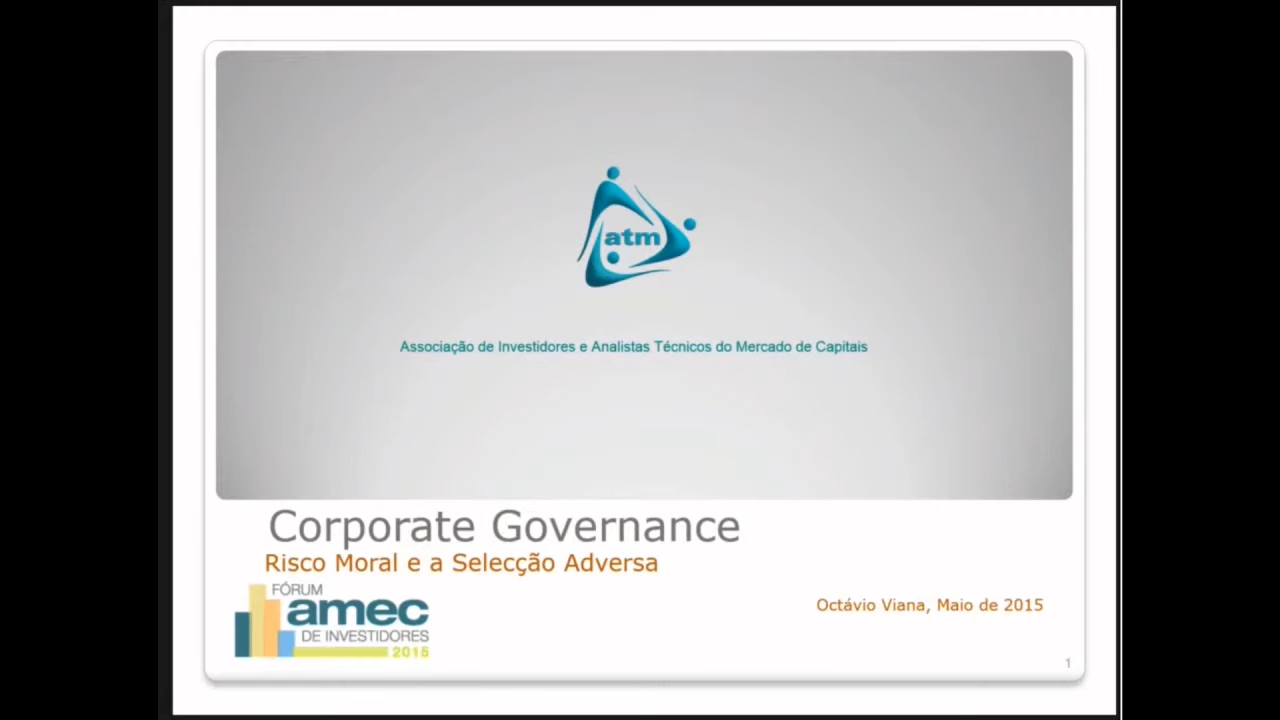 atm
Associação de Investidores e Analistas Técnicos do Mercado de Capitais
Corporate Governance
Risco Moral e a Selecção Adversa
FÓRUM
amec
DE INVESTIDORES
2015
Octávio Viana, Maio de 2015
1